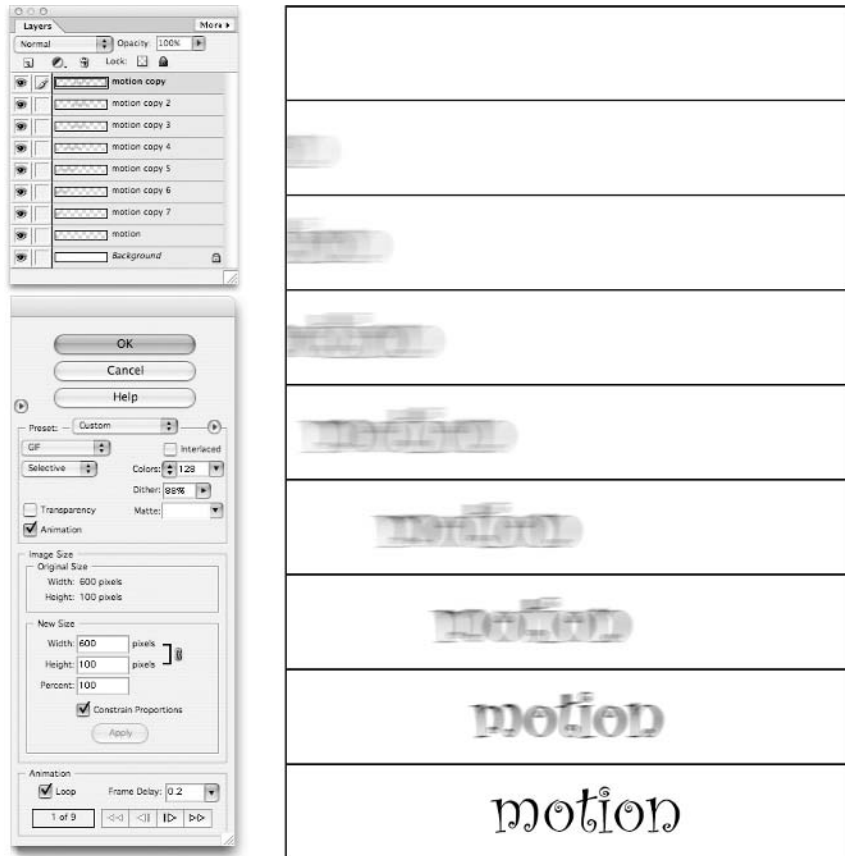 Layers
More
Normal
Opacity: 100%
Lock:
motion copy
motion copy 2
motion copy 3
motion copy 4
motion copy 5
motion copy 6
motion copy 7
motion
Background
OK
Cancel
Help
Preset: Custom
GIF
Interlaced
Selective
Colors: 128
Dither: 88%
Transparency
Matte:
Animation
Image Size
Original Size
Width: 600 pixels
Height: 100 pixels
New Size
Width: 600 pixels
Height: 100 pixels
Percent: 100
Constrain Proportions
Apply
Animation
Loop
Frame Delay: 0.2
1 of 9
motion
motion